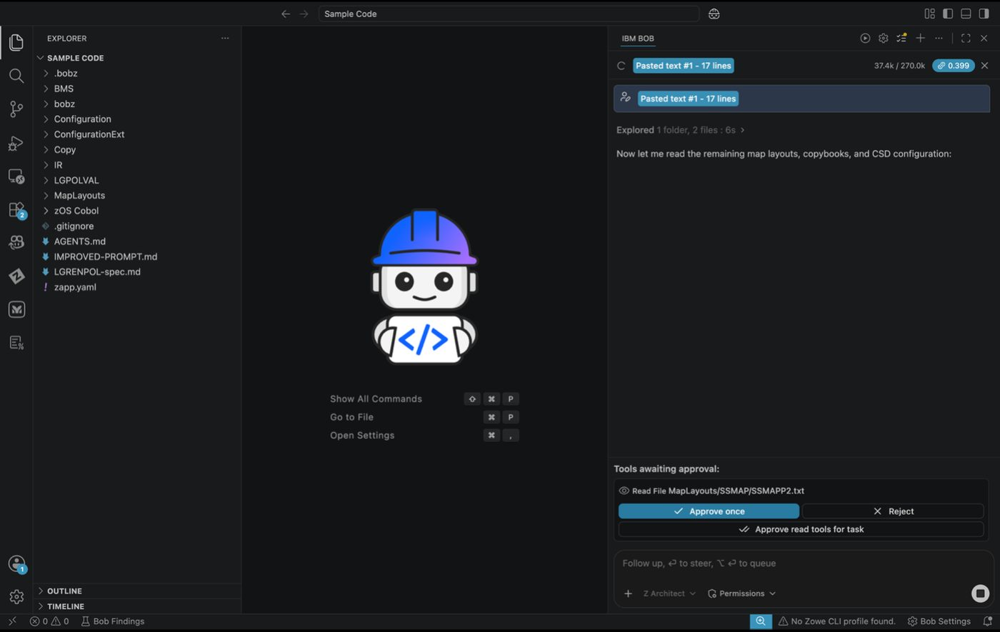 Sample Code
EXPLORER
SAMPLE CODE
.bobz
BMS
bobz
Configuration
ConfigurationExt
Copy
IR
LGPOLVAL
MapLayouts
zOS Cobol
.gitignore
AGENTS.md
IMPROVED-PROMPT.md
LGRENPOL-spec.md
! zapp.yaml
2
1
OUTLINE
TIMELINE
</>
Show All Commands ⇧ ⌘ P
Go to File ⌘ P
Open Settings ⌘ ,
IBM BOB
Pasted text #1 - 17 lines 37.4k / 270.0k 0.399
Pasted text #1 - 17 lines
Explored 1 folder, 2 files : 6s >
Now let me read the remaining map layouts, copybooks, and CSD configuration:
Tools awaiting approval:
Read File MapLayouts/SSMAP/SSMAPP2.txt
Approve once Reject
Approve read tools for task
Follow up, ⏎ to steer, ⌥ ⏎ to queue
Z Architect Permissions
0 0 Bob Findings No Zowe CLI profile found. Bob Settings